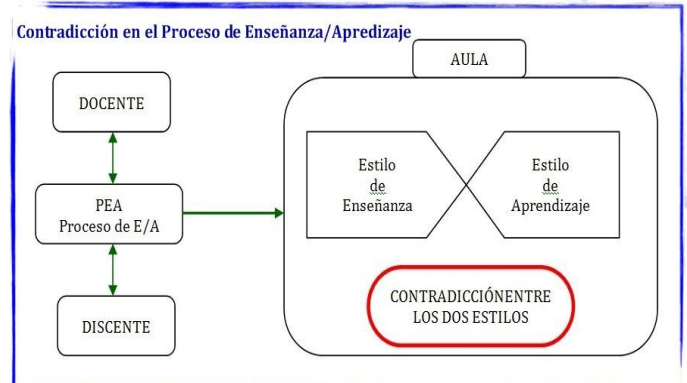 Contradicción en el Proceso de Enseñanza/Apredizaje
AULA
DOCENTE
PEA
Proceso de E/A
DISCENTE
Estilo
de
Enseñanza
Estilo
de
Aprendizaje
CONTRADICCIÓNENTRE
LOS DOS ESTILOS